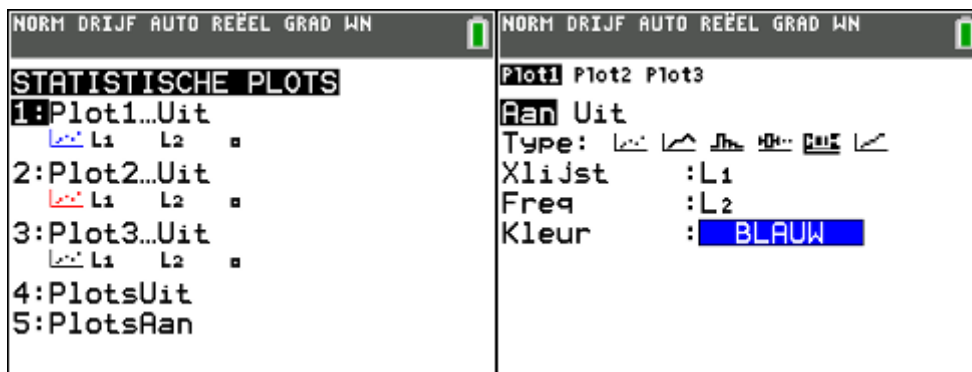 NORM DRIJF AUTO REËEL GRAD WN
STATISTISCHE PLOTS
1:Plot1…Uit
L1 L2
2:Plot2…Uit
L1 L2
3:Plot3…Uit
L1 L2
4:PlotsUit
5:PlotsAan
NORM DRIJF AUTO REËEL GRAD WN
Plot1 Plot2 Plot3
Aan Uit
Type:
Xlijst :L1
Freq :L2
Kleur : BLAUW